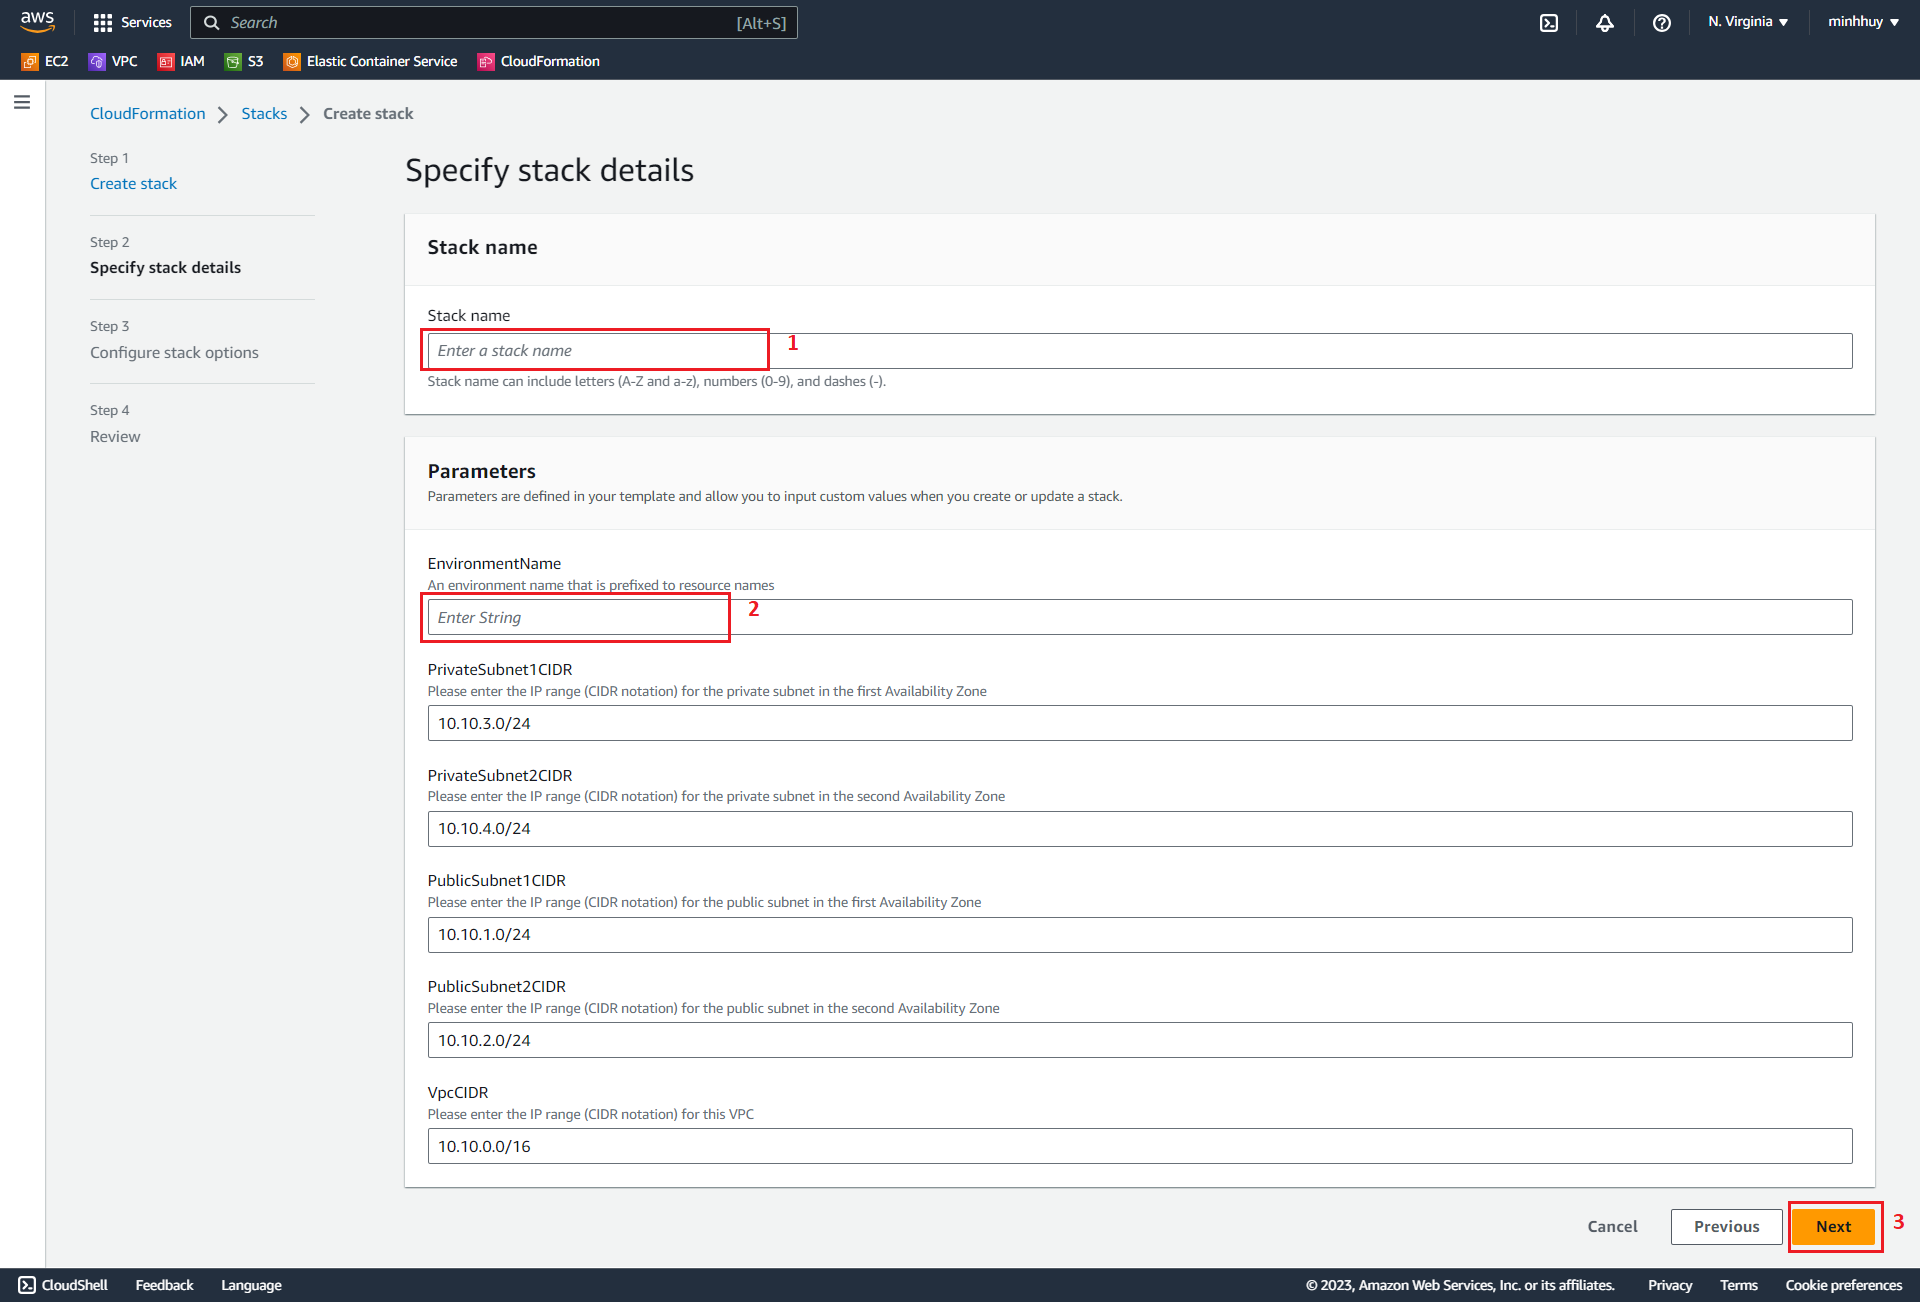 aws
Services
Search
[Alt+S]
N. Virginia
minhhuy
EC2
VPC
IAM
S3
Elastic Container Service
CloudFormation
CloudFormation
Stacks
Create stack
Step 1
Create stack
Step 2
Specify stack details
Step 3
Configure stack options
Step 4
Review
Specify stack details
Stack name
Stack name
Enter a stack name
1
Stack name can include letters (A-Z and a-z), numbers (0-9), and dashes (-).
Parameters
Parameters are defined in your template and allow you to input custom values when you create or update a stack.
EnvironmentName
An environment name that is prefixed to resource names
Enter String
2
PrivateSubnet1CIDR
Please enter the IP range (CIDR notation) for the private subnet in the first Availability Zone
10.10.3.0/24
PrivateSubnet2CIDR
Please enter the IP range (CIDR notation) for the private subnet in the second Availability Zone
10.10.4.0/24
PublicSubnet1CIDR
Please enter the IP range (CIDR notation) for the public subnet in the first Availability Zone
10.10.1.0/24
PublicSubnet2CIDR
Please enter the IP range (CIDR notation) for the public subnet in the second Availability Zone
10.10.2.0/24
VpcCIDR
Please enter the IP range (CIDR notation) for this VPC
10.10.0.0/16
Cancel
Previous
Next
3
CloudShell
Feedback
Language
© 2023, Amazon Web Services, Inc. or its affiliates.
Privacy
Terms
Cookie preferences